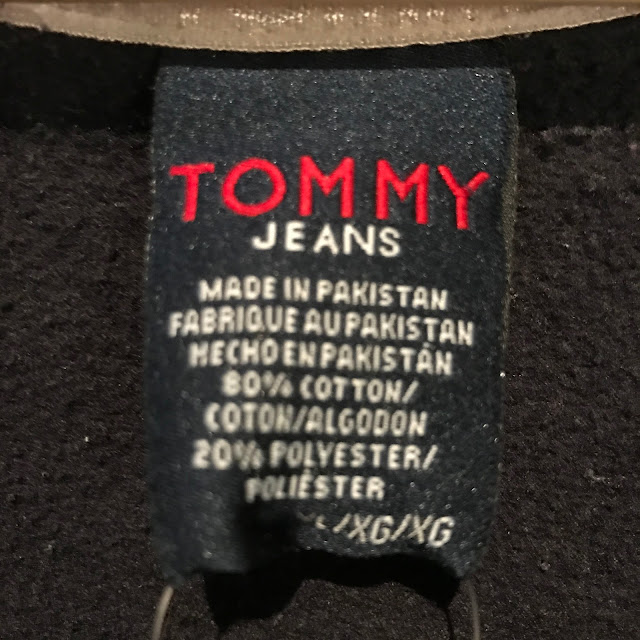 TOMMY
JEANS
MADE IN PAKISTAN
FABRIQUE AU PAKISTAN
HECHO EN PAKISTÁN
80% COTTON/
COTON/ALGODON
20% POLYESTER/
POLIÉSTER
/XG/XG